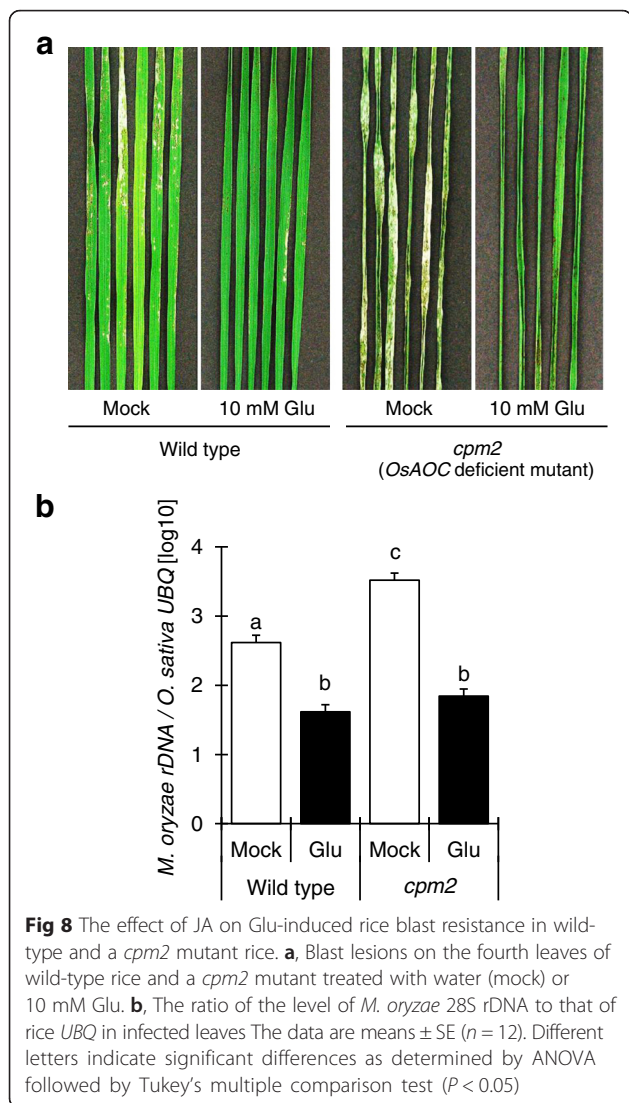 a
Mock 10 mM Glu Mock 10 mM Glu
Wild type cpm2
(OsAOC deficient mutant)
b
M. oryzae rDNA / O. sativa UBQ [log10]
4
3
2
1
0
a
b
c
b
Mock Glu Mock Glu
Wild type cpm2
Fig 8 The effect of JA on Glu-induced rice blast resistance in wild-
type and a cpm2 mutant rice. a, Blast lesions on the fourth leaves of
wild-type rice and a cpm2 mutant treated with water (mock) or
10 mM Glu. b, The ratio of the level of M. oryzae 28S rDNA to that of
rice UBQ in infected leaves The data are means ± SE (n = 12). Different
letters indicate significant differences as determined by ANOVA
followed by Tukey's multiple comparison test (P < 0.05)